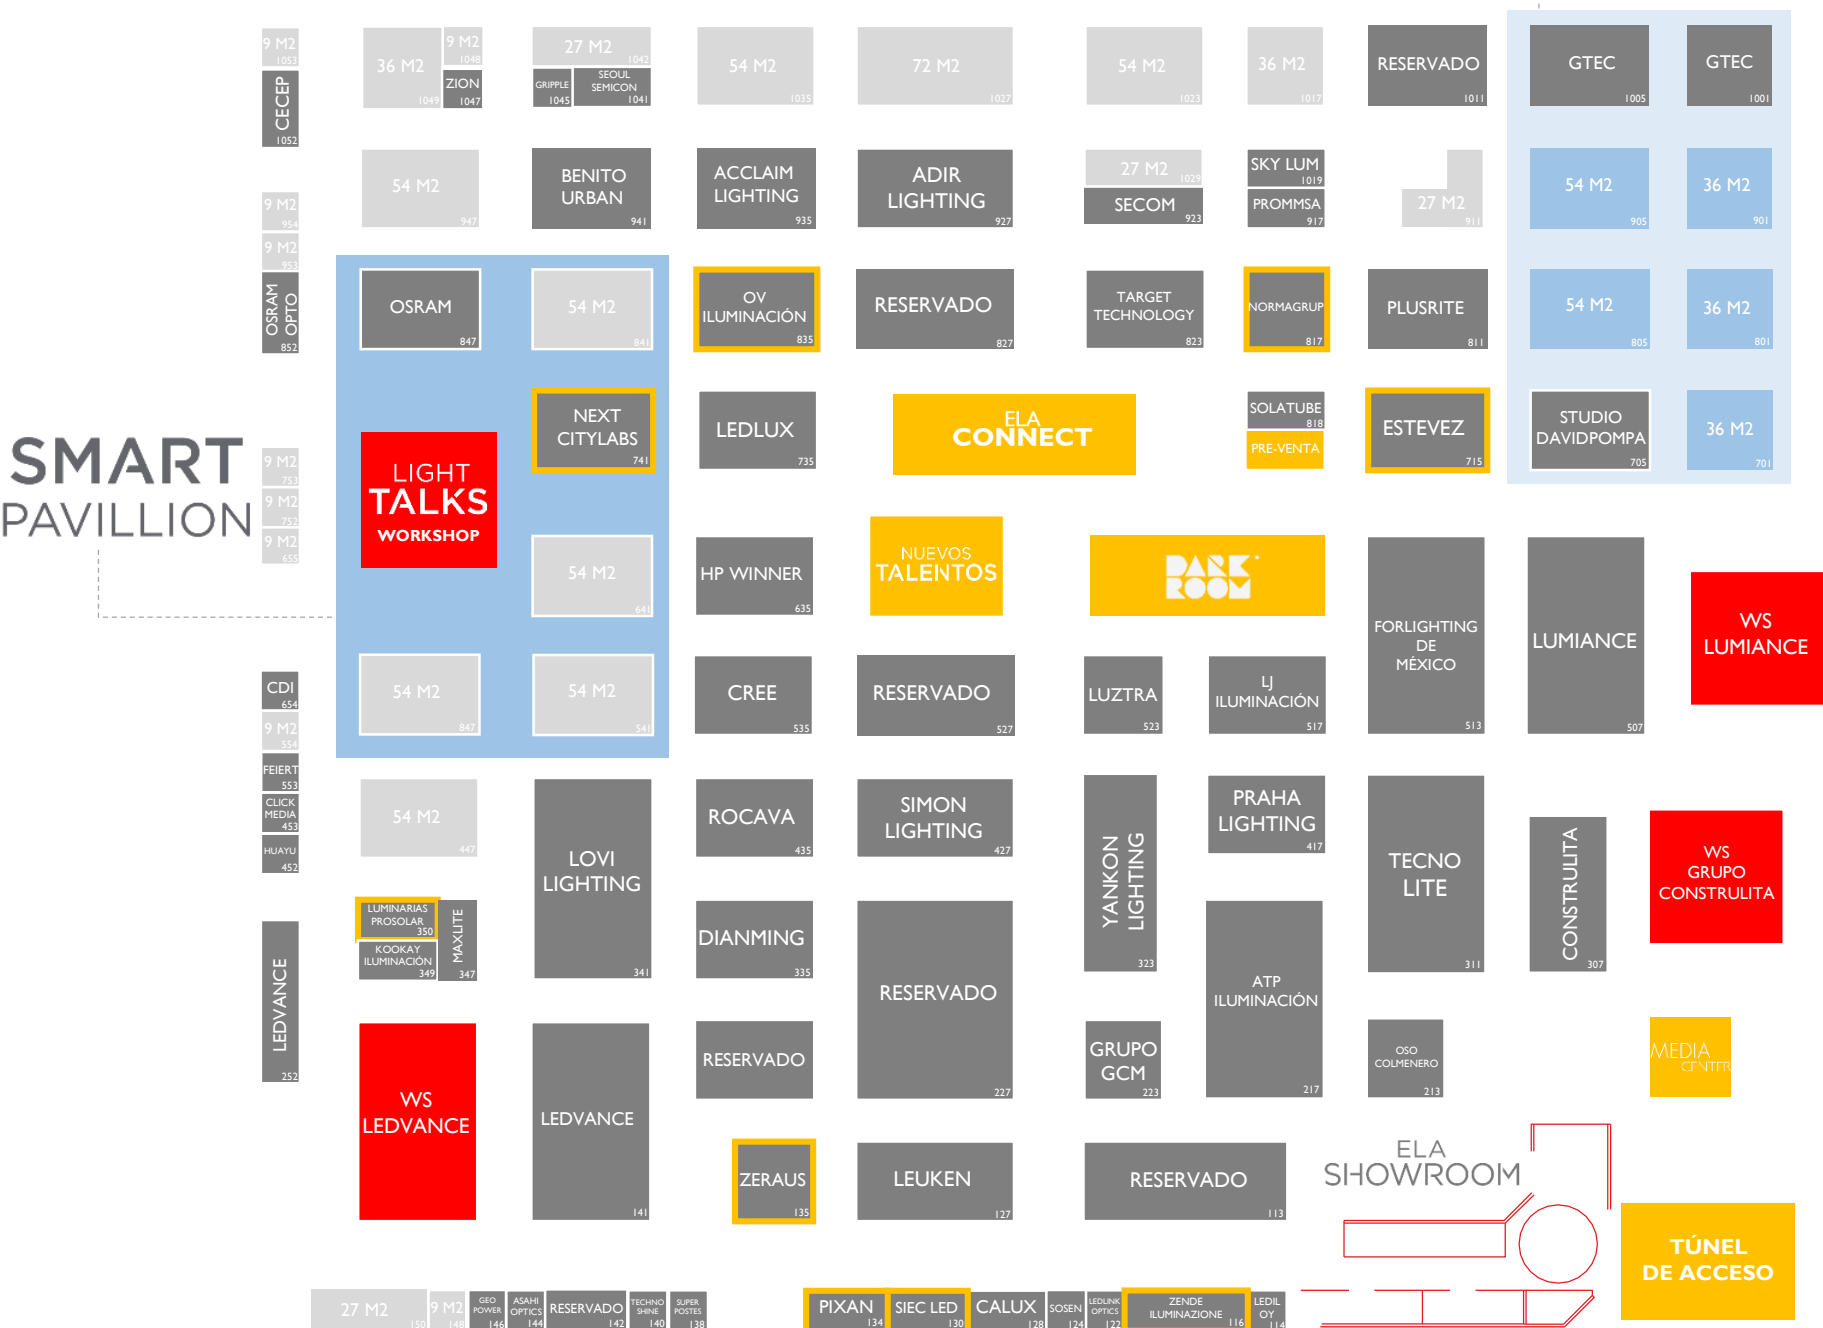 9 M2
1053
CECEP
1052
36 M2
1049
9 M2
1048
ZION
1047
27 M2
1042
GRIPPLE
1045
SEOUL
SEMICON
1041
54 M2
1035
72 M2
1027
54 M2
1023
36 M2
1017
RESERVADO
1011
GTEC
1005
GTEC
1001
9 M2
954
9 M2
953
OSRAM
OPTO
852
54 M2
947
BENITO
URBAN
941
ACCLAIM
LIGHTING
935
ADIR
LIGHTING
927
27 M2
1029
SECOM
923
SKY LUM
1019
PROMMSA
917
27 M2
911
54 M2
905
36 M2
901
OSRAM
847
54 M2
841
OV
ILUMINACIÓN
835
RESERVADO
827
TARGET
TECHNOLOGY
823
NORMAGRUP
817
PLUSRITE
811
54 M2
805
36 M2
801
SMART
PAVILLION
9 M2
753
9 M2
752
9 M2
655
LIGHT
TALKS
WORKSHOP
NEXT
CITYLABS
741
LEDLUX
735
ELA
CONNECT
SOLATUBE
818
PRE-VENTA
ESTEVEZ
715
STUDIO
DAVIDPOMPA
705
36 M2
701
54 M2
641
HP WINNER
635
NUEVOS
TALENTOS
DARK
ROOM
FORLIGHTING
DE
MÉXICO
513
LUMIANCE
507
WS
LUMIANCE
CDI
654
9 M2
554
FEIERT
553
CLICK
MEDIA
453
HUAYU
452
54 M2
847
54 M2
541
CREE
535
RESERVADO
527
LUZTRA
523
LJ
ILUMINACIÓN
517
54 M2
447
LOVI
LIGHTING
341
ROCAVA
435
SIMON
LIGHTING
427
YANKON
LIGHTING
323
PRAHA
LIGHTING
417
TECNO
LITE
311
CONSTRULITA
307
WS
GRUPO
CONSTRULITA
LEDVANCE
252
LUMINARIAS
PROSOLAR
350
KOOKAY
ILUMINACIÓN
349
MAXLITE
347
DIANMING
335
RESERVADO
227
ATP
ILUMINACIÓN
217
WS
LEDVANCE
LEDVANCE
141
RESERVADO
GRUPO
GCM
223
OSO
COLMENERO
213
MEDIA
CENTER
ZERAUS
135
LEUKEN
127
RESERVADO
113
ELA
SHOWROOM
TÚNEL
DE ACCESO
27 M2
150
9 M2
148
GEO
POWER
146
ASAHI
OPTICS
144
RESERVADO
142
TECHNO
SHINE
140
SUPER
POSTES
138
PIXAN
134
SIEC LED
130
CALUX
128
SOSEN
124
LEDLINK
OPTICS
122
ZENDE
ILUMINAZIONE
116
LEDIL
OY
114